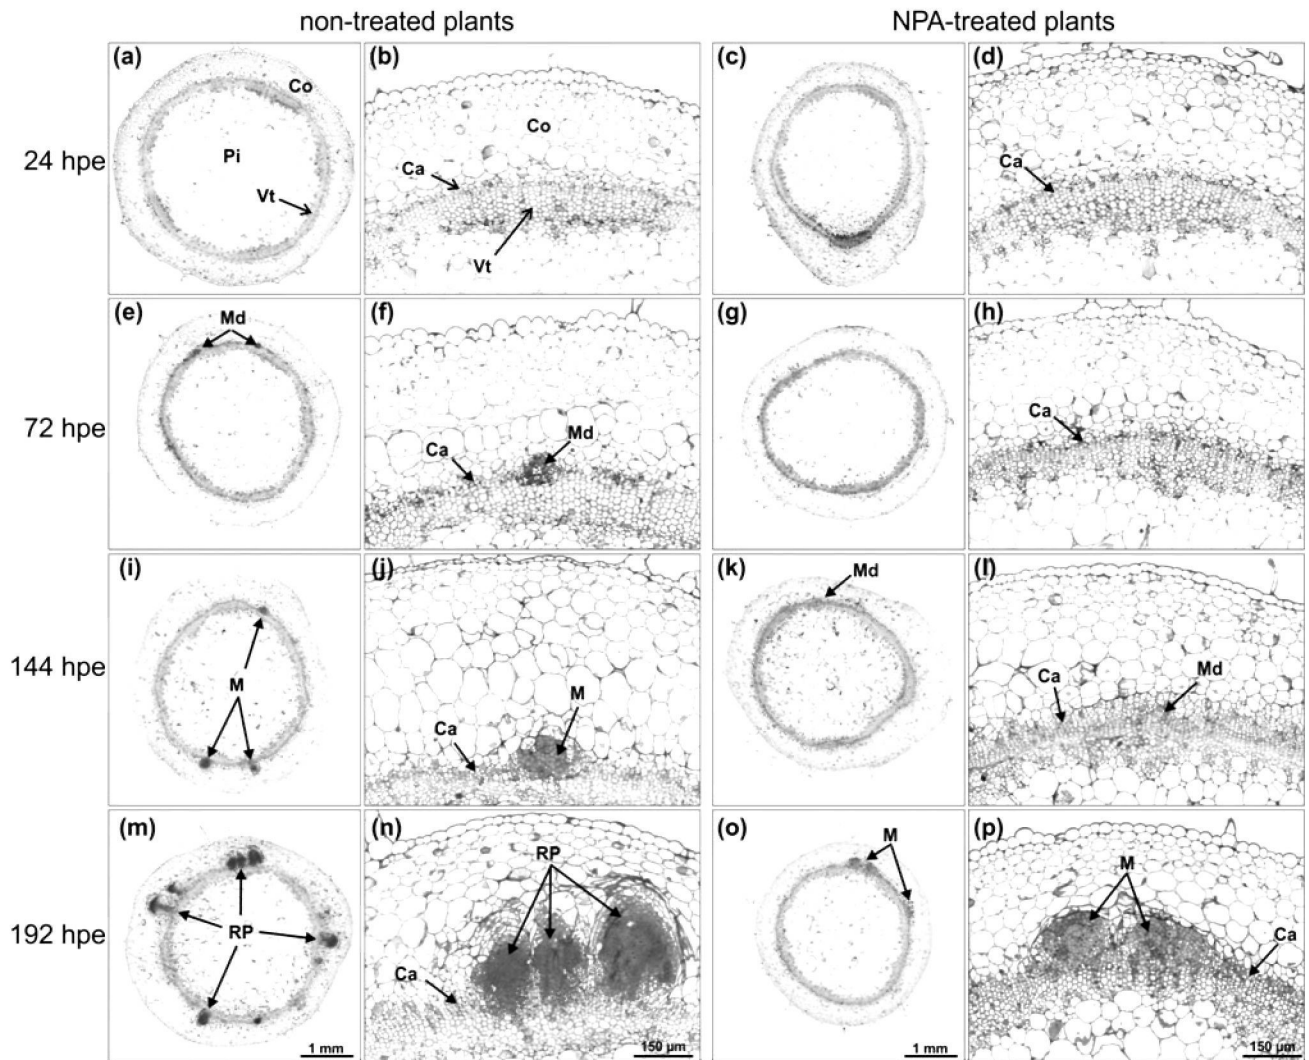 non-treated plants
NPA-treated plants
24 hpe
(a)
Co
Pi
Vt
(b)
Co
Ca
Vt
(c)
(d)
Ca
72 hpe
(e)
Md
(f)
Md
Ca
(g)
(h)
Ca
144 hpe
(i)
M
(j)
M
Ca
(k)
Md
(l)
Ca
Md
192 hpe
(m)
RP
1 mm
(n)
RP
Ca
150 µm
(o)
M
1 mm
(p)
M
Ca
150 µm